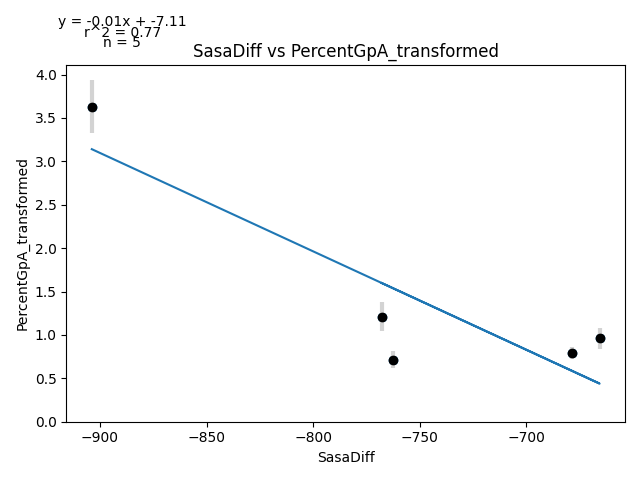 y = -0.01x + -7.11
r^2 = 0.77
n = 5
SasaDiff vs PercentGpA_transformed
4.0
3.5
3.0
2.5
2.0
1.5
1.0
0.5
0.0
PercentGpA_transformed
−900
−850
−800
−750
−700
SasaDiff